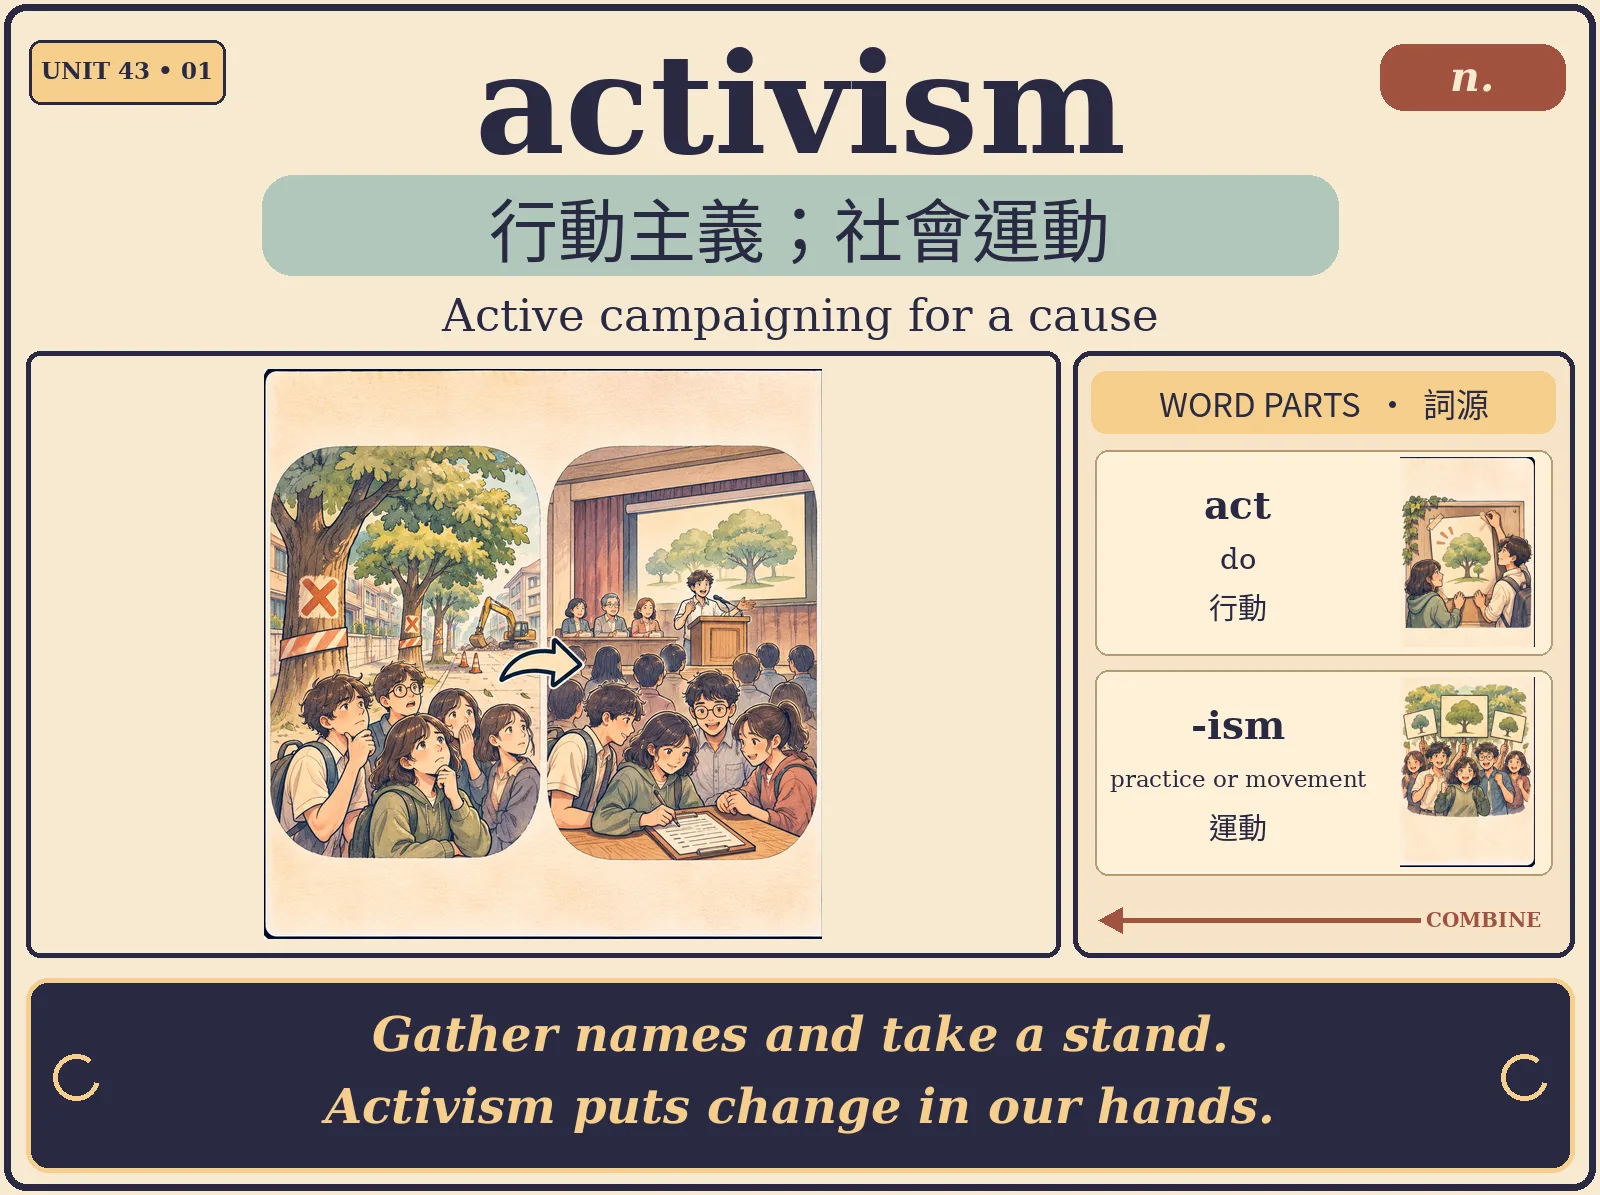 UNIT 43 • 01
activism
n.
行動主義；社會運動
Active campaigning for a cause
WORD PARTS ・ 詞源
act
do
行動
-ism
practice or movement
運動
COMBINE
Gather names and take a stand.
Activism puts change in our hands.